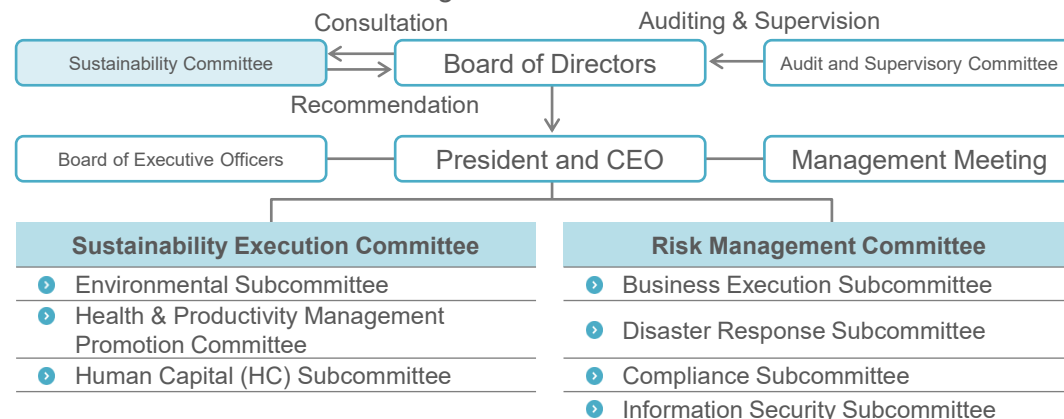 Consultation
Auditing & Supervision
Sustainability Committee
Board of Directors
Audit and Supervisory Committee
Recommendation
Board of Executive Officers
President and CEO
Management Meeting
Sustainability Execution Committee
Environmental Subcommittee
Health & Productivity Management
Promotion Committee
Human Capital (HC) Subcommittee
Risk Management Committee
Business Execution Subcommittee
Disaster Response Subcommittee
Compliance Subcommittee
Information Security Subcommittee